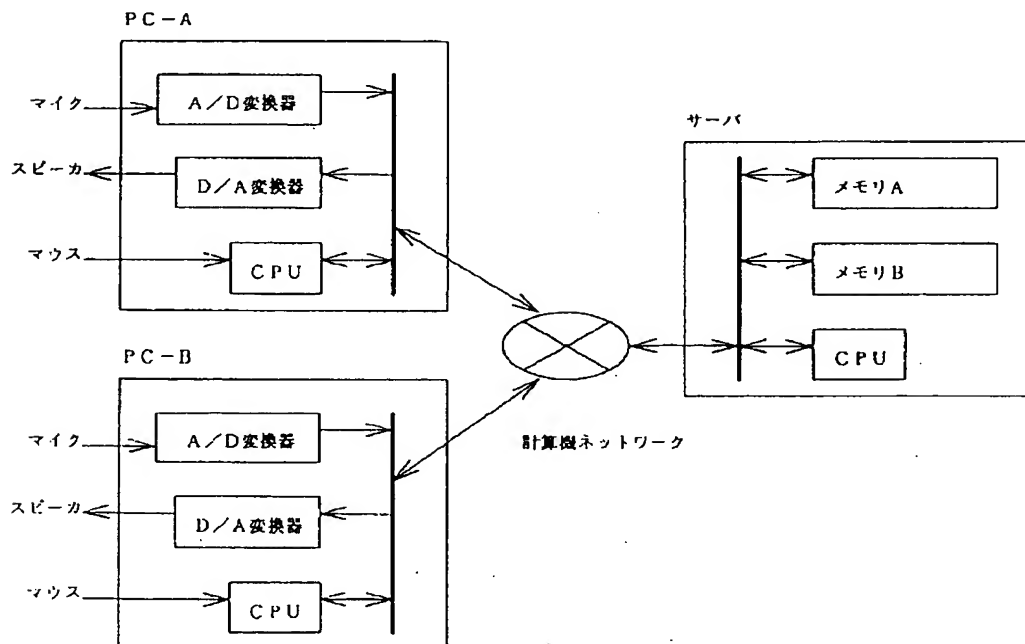 PC-A
マイク
A/D変換器
スピーカ
D/A変換器
マウス
CPU
サーバ
メモリA
メモリB
CPU
計算機ネットワーク
PC-B
マイク
A/D変換器
スピーカ
D/A変換器
マウス
CPU